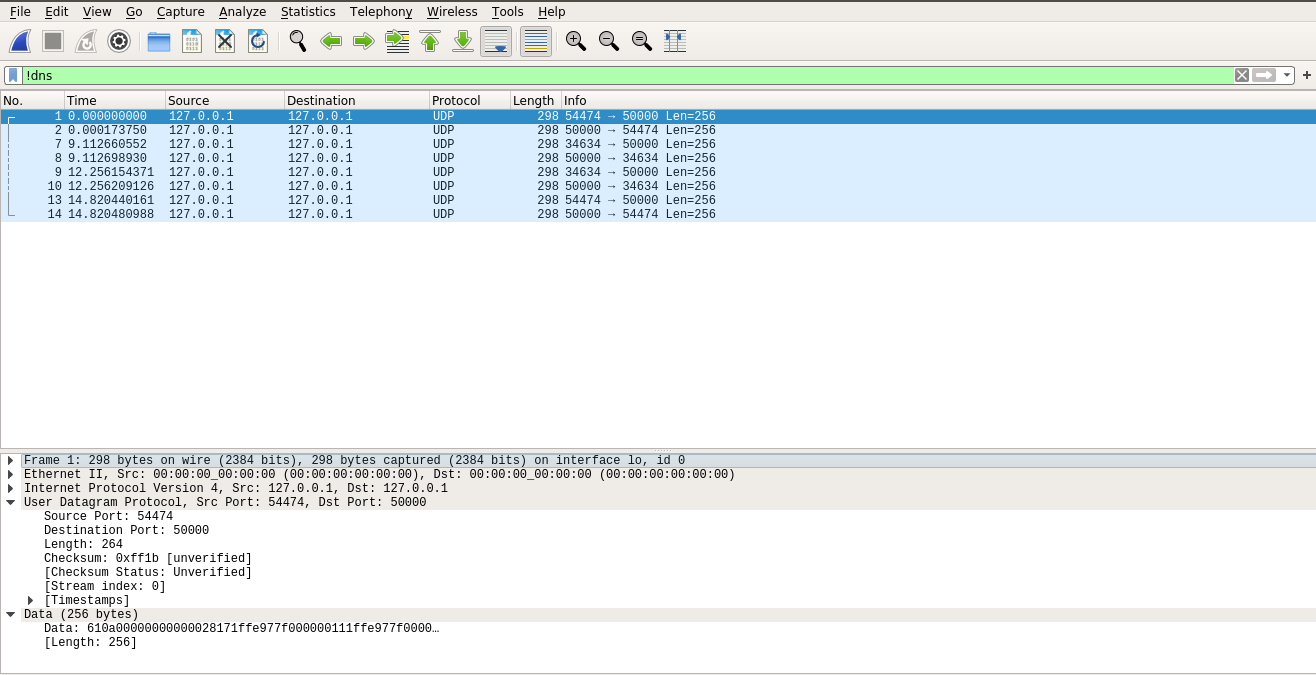 File Edit View Go Capture Analyze Statistics Telephony Wireless Tools Help
!dns
No. Time Source Destination Protocol Length Info
1 0.000000000 127.0.0.1 127.0.0.1 UDP 298 54474 → 50000 Len=256
2 0.000173750 127.0.0.1 127.0.0.1 UDP 298 50000 → 54474 Len=256
7 9.112660552 127.0.0.1 127.0.0.1 UDP 298 34634 → 50000 Len=256
8 9.112698930 127.0.0.1 127.0.0.1 UDP 298 50000 → 34634 Len=256
9 12.256154371 127.0.0.1 127.0.0.1 UDP 298 34634 → 50000 Len=256
10 12.256209126 127.0.0.1 127.0.0.1 UDP 298 50000 → 34634 Len=256
13 14.820440161 127.0.0.1 127.0.0.1 UDP 298 54474 → 50000 Len=256
14 14.820480988 127.0.0.1 127.0.0.1 UDP 298 50000 → 54474 Len=256
Frame 1: 298 bytes on wire (2384 bits), 298 bytes captured (2384 bits) on interface lo, id 0
Ethernet II, Src: 00:00:00_00:00:00 (00:00:00:00:00:00), Dst: 00:00:00_00:00:00 (00:00:00:00:00:00)
Internet Protocol Version 4, Src: 127.0.0.1, Dst: 127.0.0.1
User Datagram Protocol, Src Port: 54474, Dst Port: 50000
Source Port: 54474
Destination Port: 50000
Length: 264
Checksum: 0xff1b [unverified]
[Checksum Status: Unverified]
[Stream index: 0]
[Timestamps]
Data (256 bytes)
Data: 610a00000000000028171ffe977f000000111ffe977f0000…
[Length: 256]